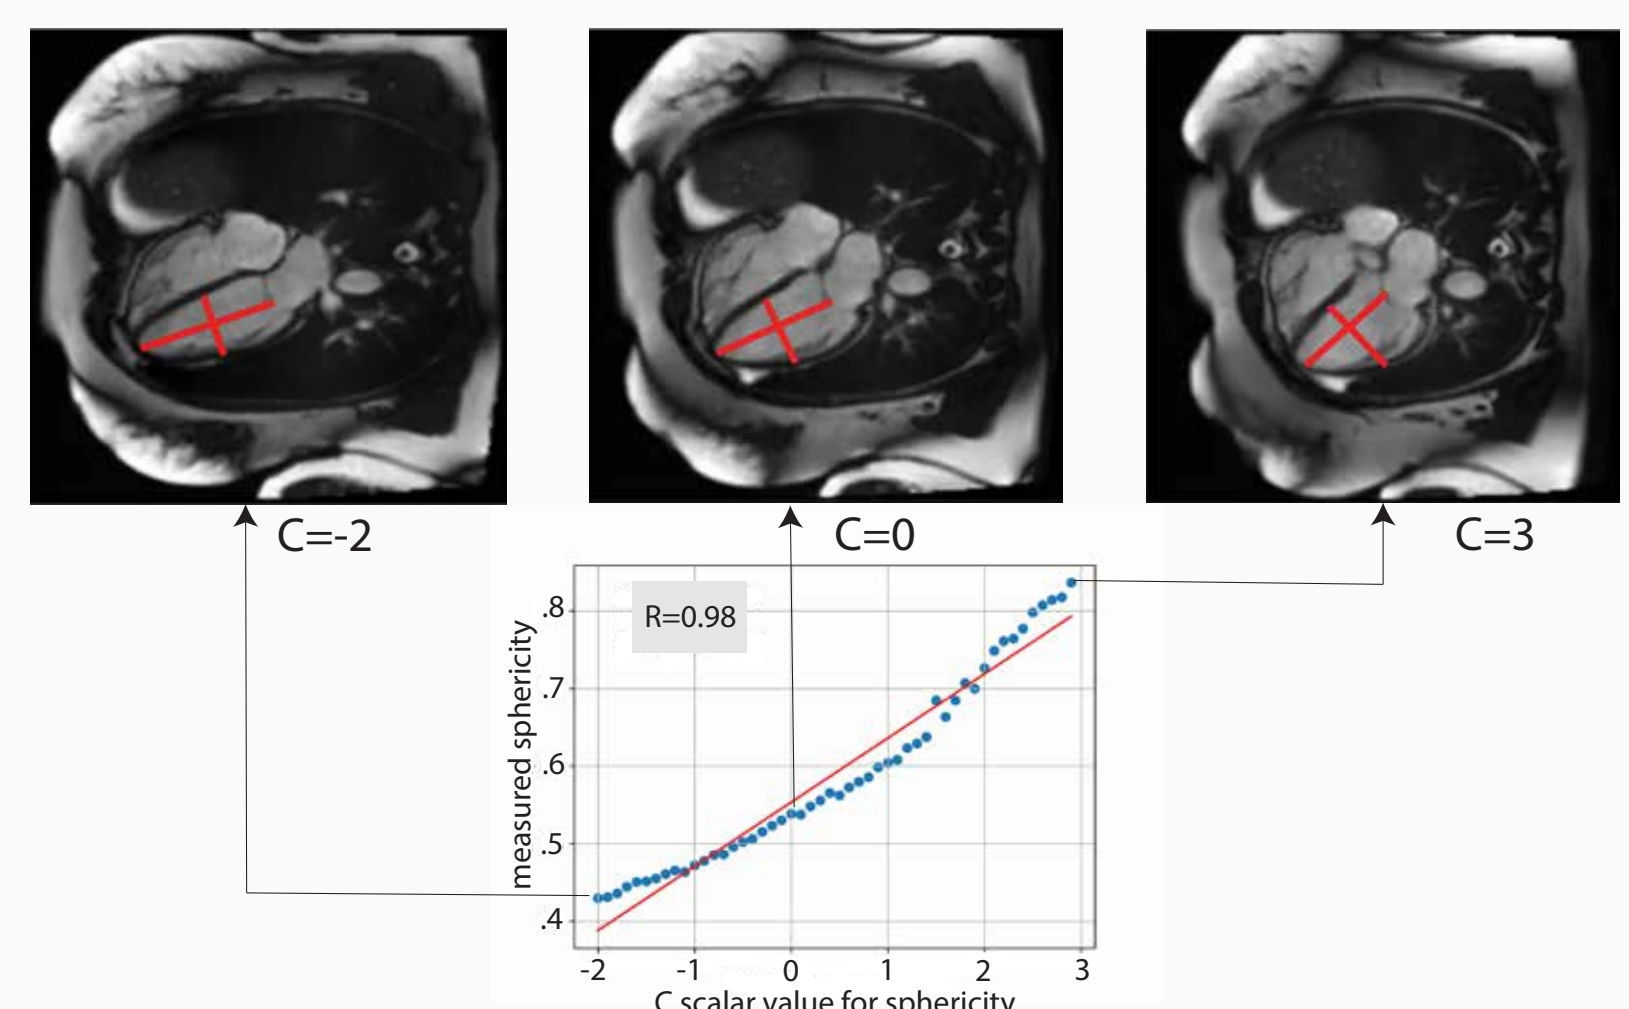 C=-2
C=0
C=3
R=0.98
measured sphericity
.8
.7
.6
.5
.4
-2 -1 0 1 2 3
C scalar value for sphericity